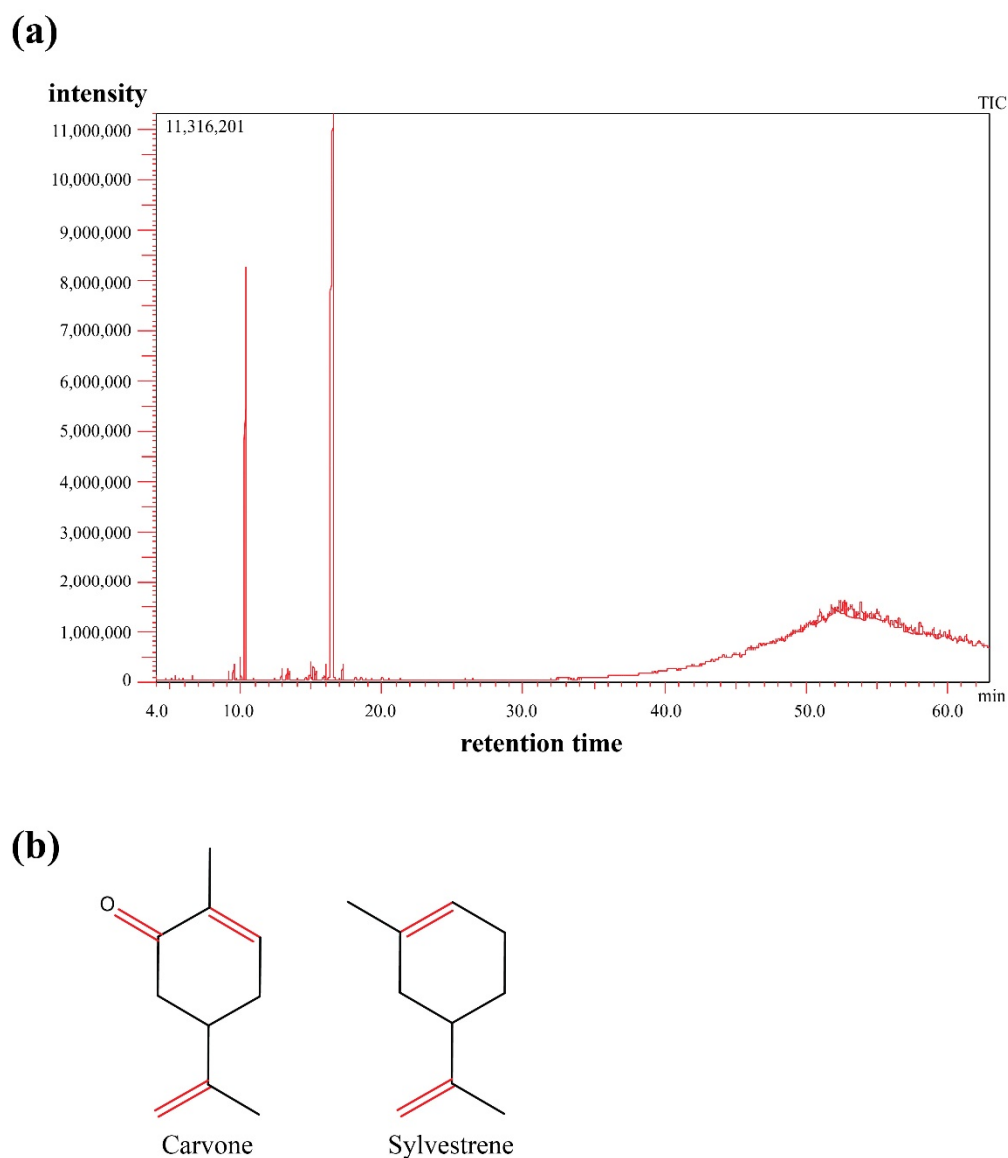 (a)
intensity
TIC
11,316,201
11,000,000
10,000,000
9,000,000
8,000,000
7,000,000
6,000,000
5,000,000
4,000,000
3,000,000
2,000,000
1,000,000
0
min
4.0 10.0 20.0 30.0 40.0 50.0 60.0
retention time
(b)
O
Carvone Sylvestrene